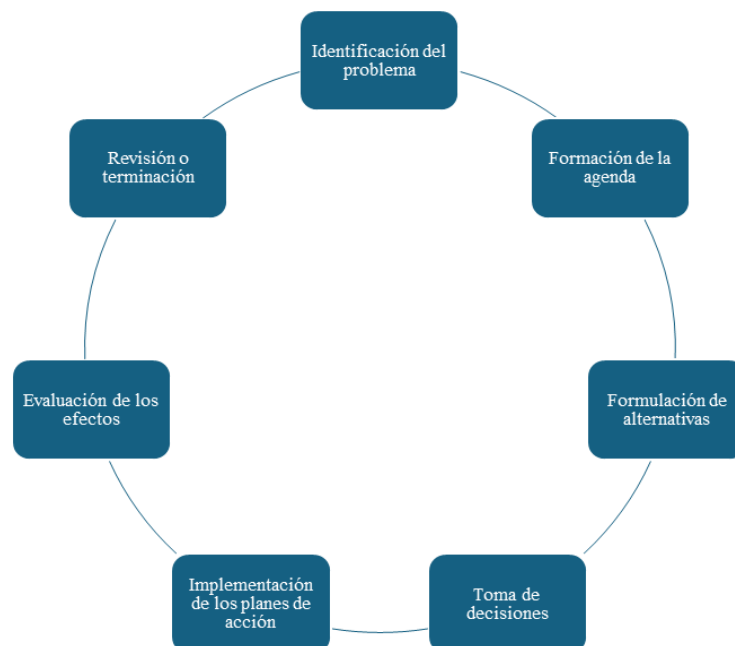 Identificación del
problema
Formación de la
agenda
Formulación de
alternativas
Toma de
decisiones
Implementación
de los planes de
acción
Evaluación de los
efectos
Revisión o
terminación